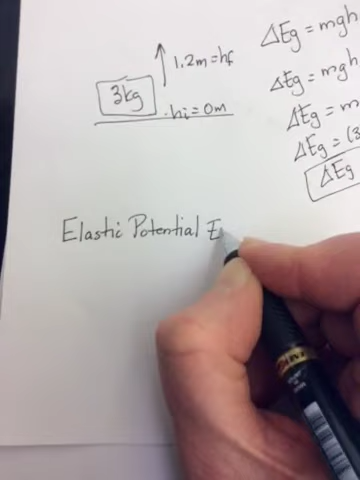 ΔEg = mgh
1.2m = hf
3kg
ΔEg = mgh
hi = 0m
ΔEg = m
ΔEg = (3
ΔEg
Elastic Potential E